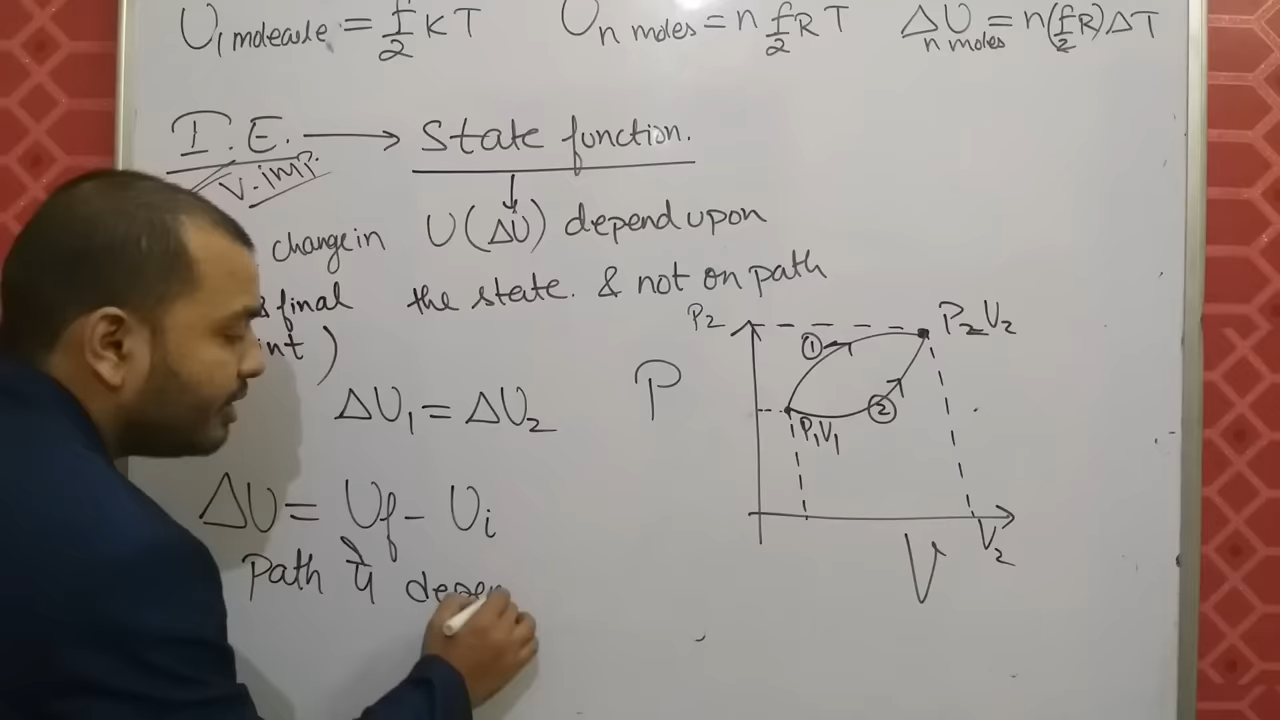 U1 molecule = f/2 KT   Un moles = n f/2 RT   ΔU n moles = n(f/2 R)ΔT
I.E. → State function.
V. imp.
change in U(ΔU) depend upon
& final the state. & not on path
int)
ΔU1 = ΔU2
ΔU = Uf - Ui
Path पे depen
P2
P2V2
①
P
②
P1V1
V2
V